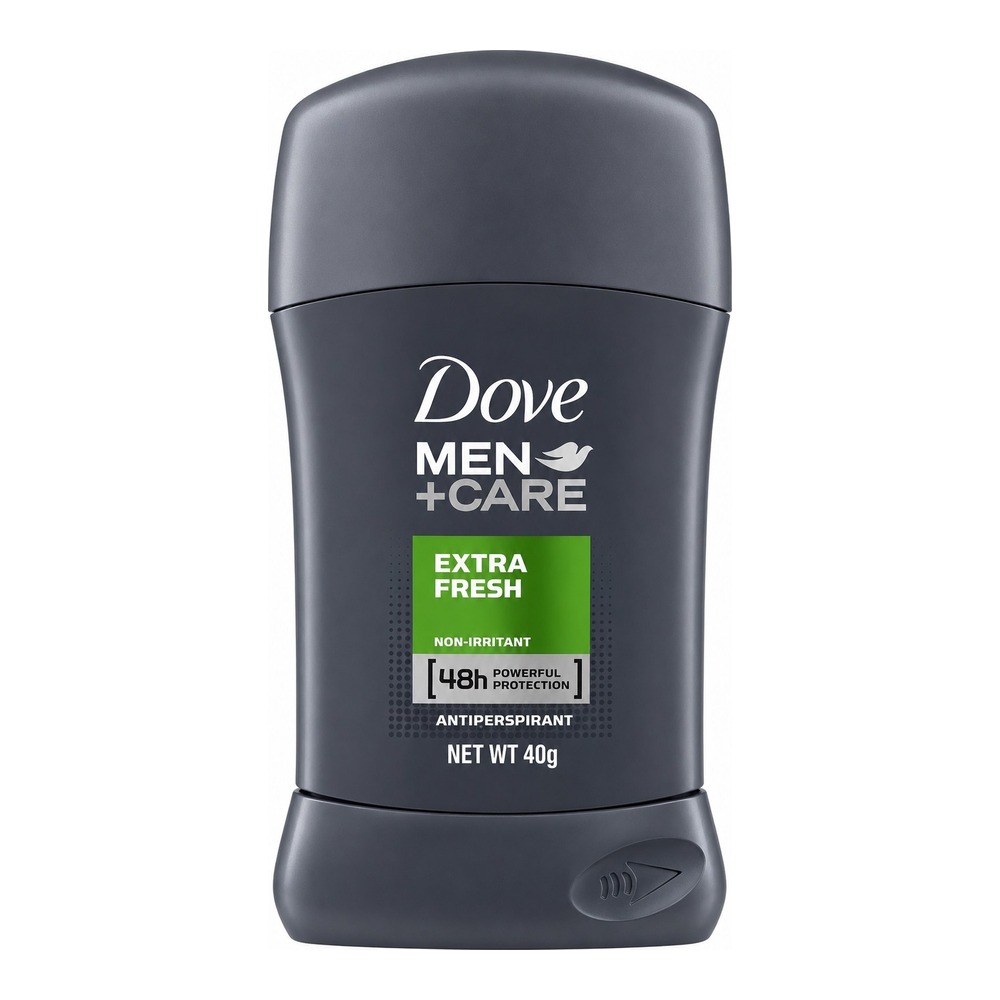 Dove
MEN
+CARE
EXTRA
FRESH
NON-IRRITANT
[48h POWERFUL
PROTECTION]
ANTIPERSPIRANT
NET WT 40g